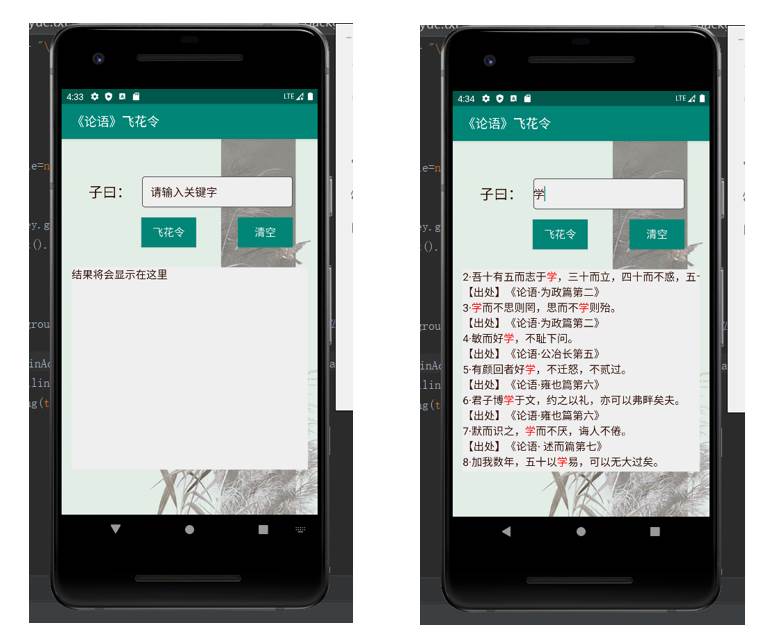 4:33
LTE
《论语》飞花令
子曰：
请输入关键字
飞花令
清空
结果将会显示在这里
4:34
LTE
《论语》飞花令
子曰：
学
飞花令
清空
2·吾十有五而志于学，三十而立，四十而不惑，五十
【出处】《论语·为政篇第二》
3·学而不思则罔，思而不学则殆。
【出处】《论语·为政篇第二》
4·敏而好学，不耻下问。
【出处】《论语·公冶长第五》
5·有颜回者好学，不迁怒，不贰过。
【出处】《论语·雍也篇第六》
6·君子博学于文，约之以礼，亦可以弗畔矣夫。
【出处】《论语·雍也篇第六》
7·默而识之，学而不厌，诲人不倦。
【出处】《论语· 述而篇第七》
8·加我数年，五十以学易，可以无大过矣。